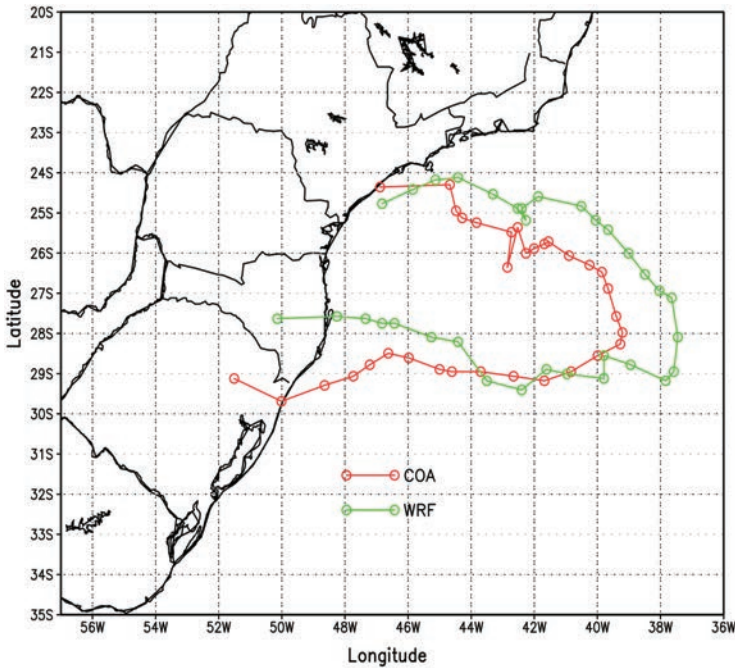 20S
21S
22S
23S
24S
25S
26S
27S
28S
29S
30S
31S
32S
33S
34S
35S
Latitude
COA
WRF
56W 54W 52W 50W 48W 46W 44W 42W 40W 38W 36W
Longitude